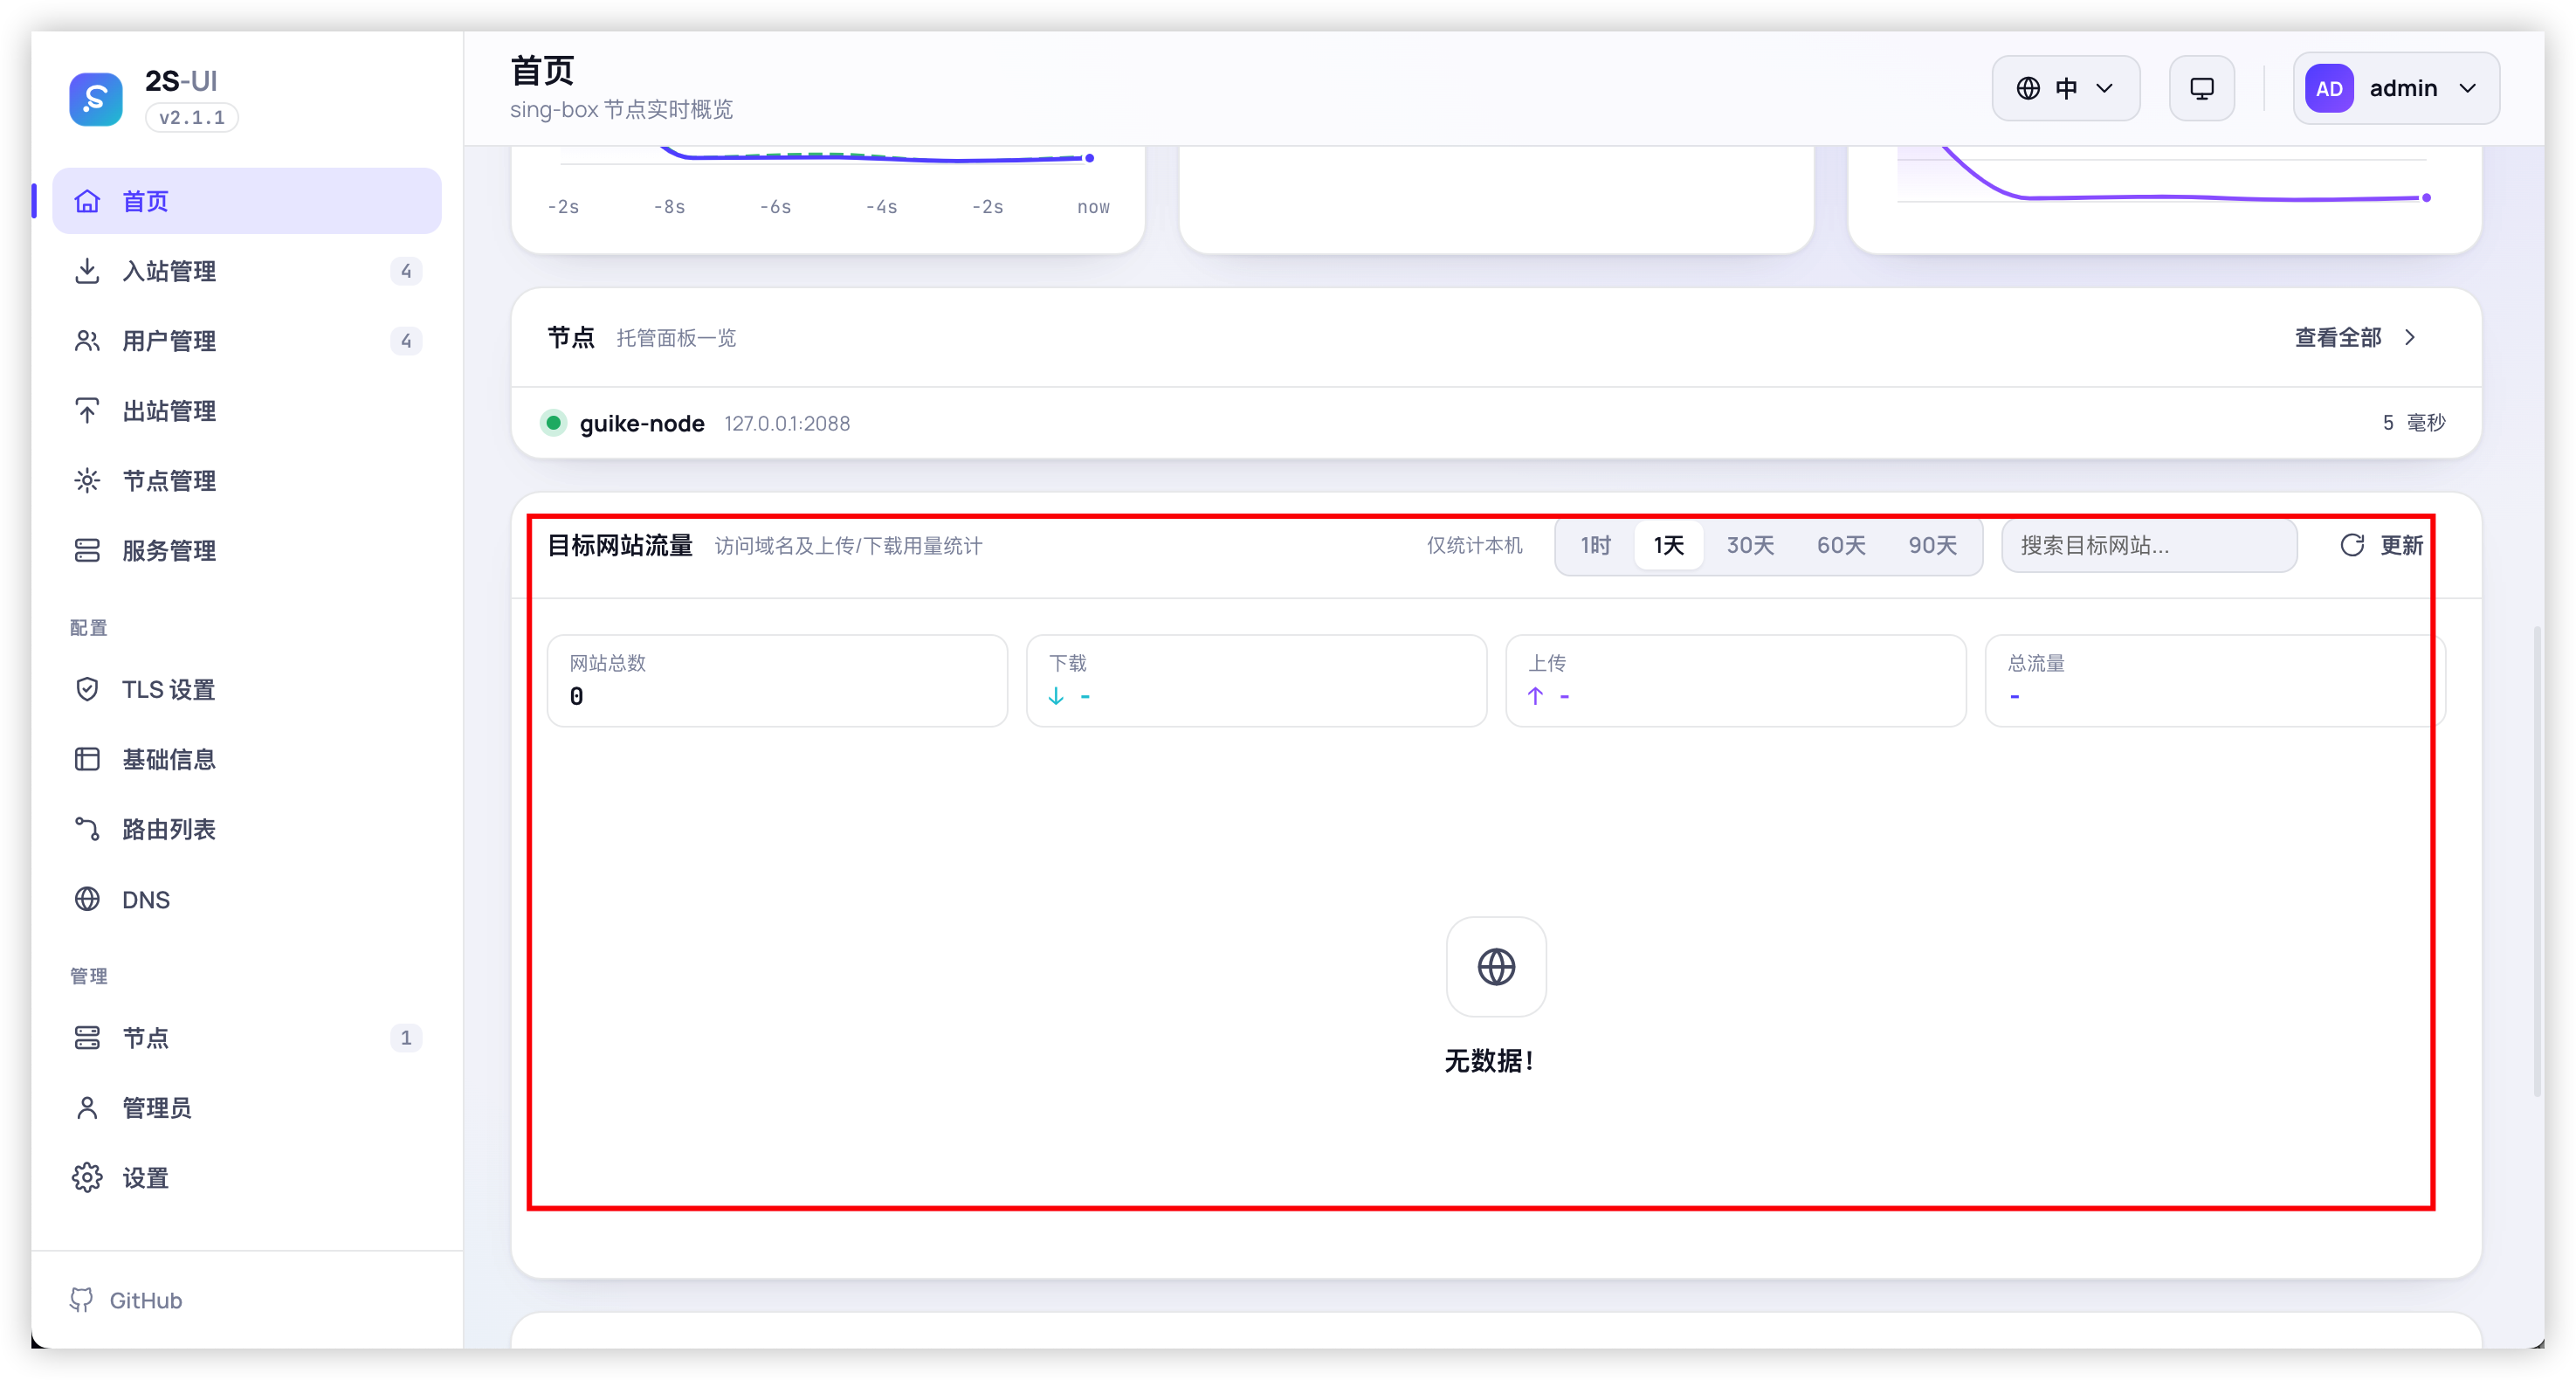 2S-UI
v2.1.1
首页
入站管理 4
用户管理 4
出站管理
节点管理
服务管理
配置
TLS 设置
基础信息
路由列表
DNS
管理
节点 1
管理员
设置
GitHub
首页
sing-box 节点实时概览
中
AD admin
-2s -8s -6s -4s -2s now
节点 托管面板一览 查看全部
guike-node 127.0.0.1:2088 5 毫秒
目标网站流量 访问域名及上传/下载用量统计 仅统计本机 1时 1天 30天 60天 90天 搜索目标网站... 更新
网站总数 下载 上传 总流量
0 ↓ - ↑ - -
无数据!